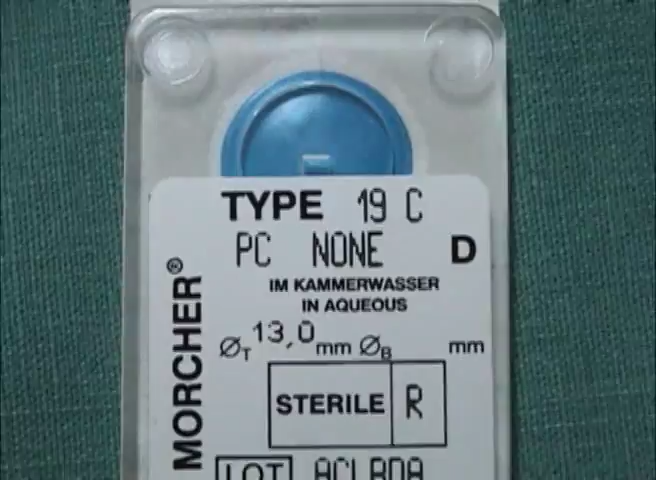 TYPE 19 C
PC NONE D
IM KAMMERWASSER
IN AQUEOUS
ØT 13,0 mm ØB mm
STERILE R
MORCHER®
LOT